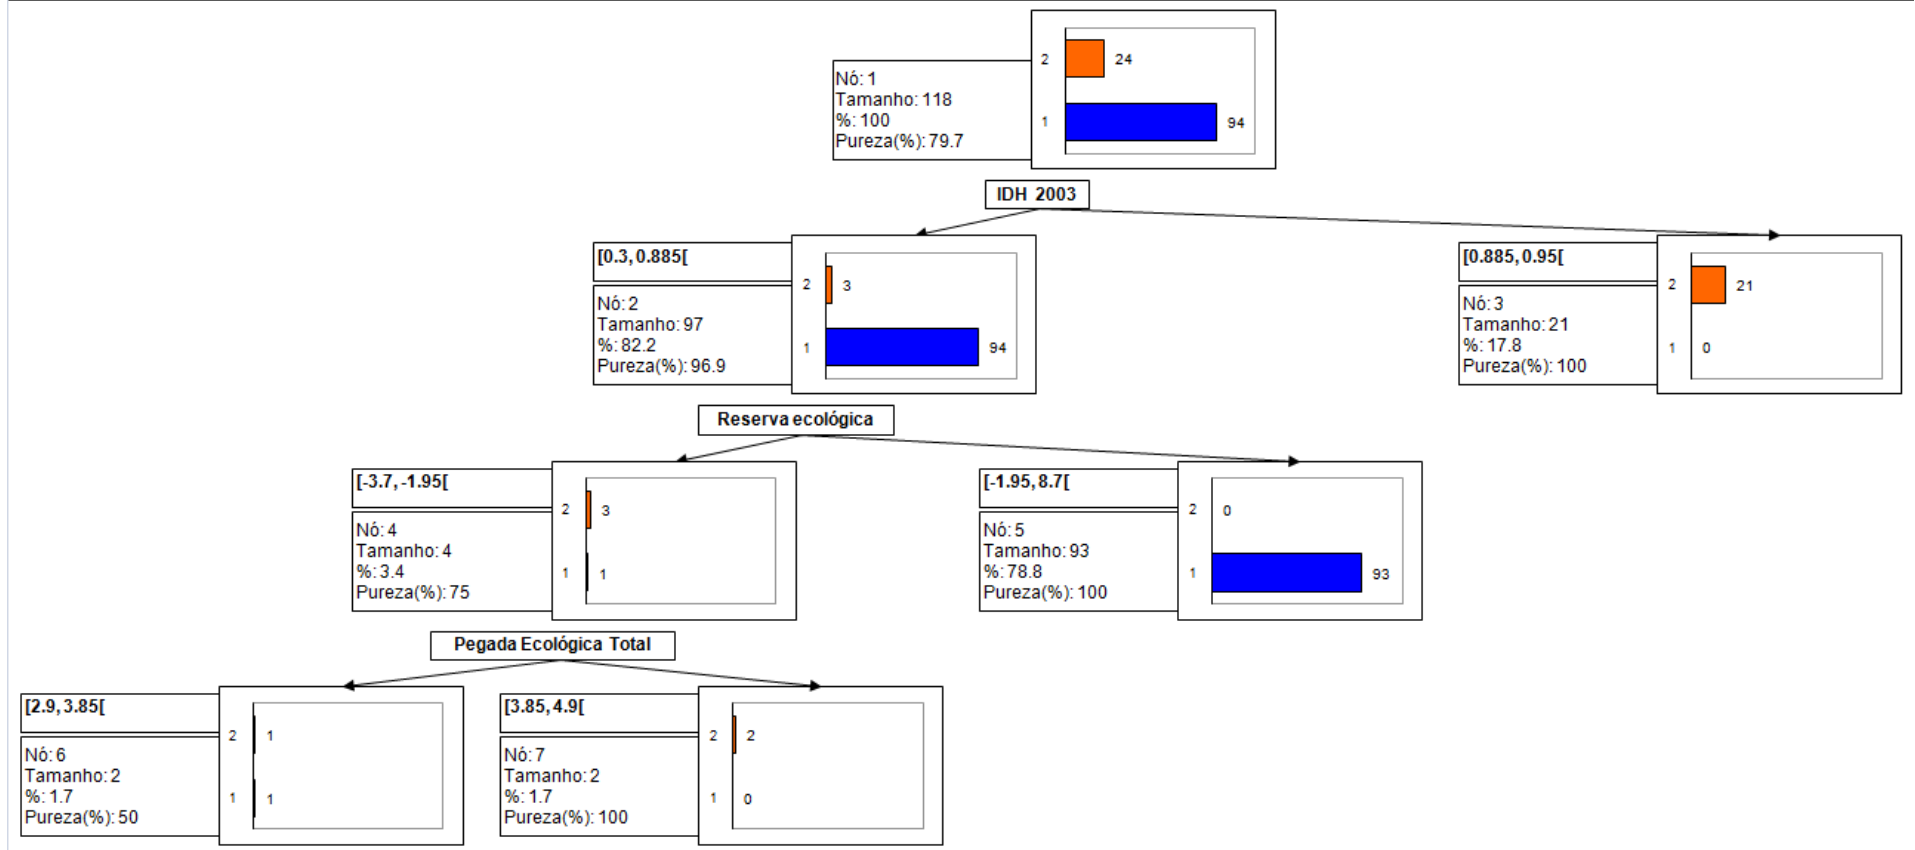 Nó: 1
Tamanho: 118
%: 100
Pureza(%): 79.7
2 24
1 94
IDH 2003
[0.3, 0.885[
Nó: 2
Tamanho: 97
%: 82.2
Pureza(%): 96.9
2 3
1 94
[0.885, 0.95[
Nó: 3
Tamanho: 21
%: 17.8
Pureza(%): 100
2 21
1 0
Reserva ecológica
[-3.7, -1.95[
Nó: 4
Tamanho: 4
%: 3.4
Pureza(%): 75
2 3
1 1
[-1.95, 8.7[
Nó: 5
Tamanho: 93
%: 78.8
Pureza(%): 100
2 0
1 93
Pegada Ecológica Total
[2.9, 3.85[
Nó: 6
Tamanho: 2
%: 1.7
Pureza(%): 50
2 1
1 1
[3.85, 4.9[
Nó: 7
Tamanho: 2
%: 1.7
Pureza(%): 100
2 2
1 0